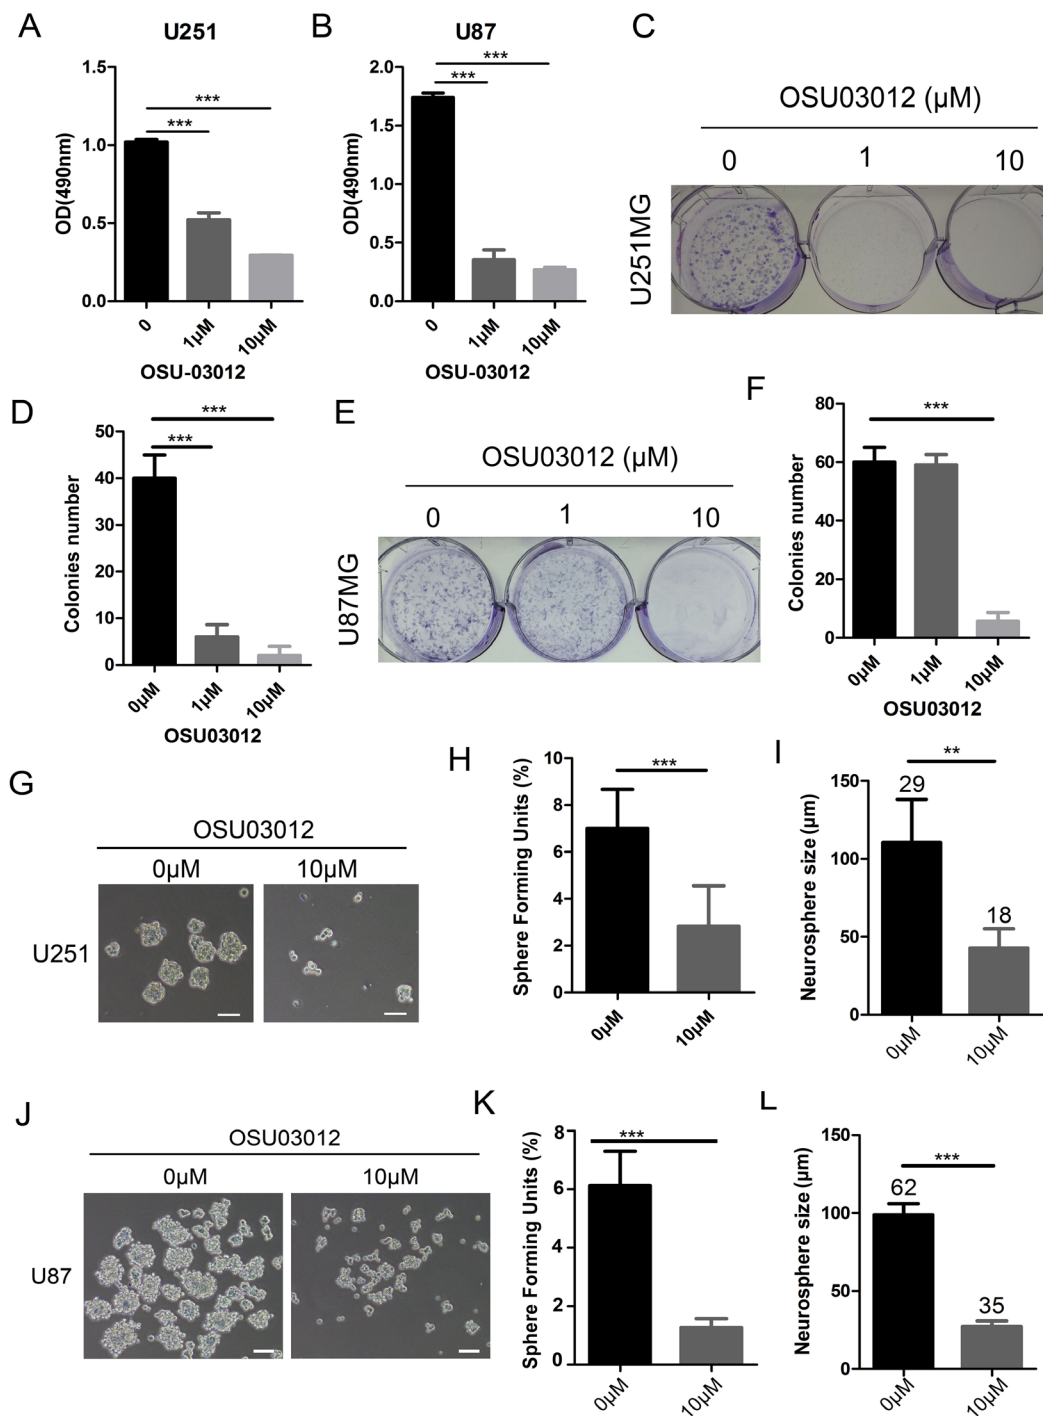 A
U251
OD(490nm)
1.5
1.0
0.5
0.0
***
***
0
1µM
10µM
OSU-03012
B
U87
OD(490nm)
2.0
1.5
1.0
0.5
0.0
***
***
0
1µM
10µM
OSU-03012
C
OSU03012 (µM)
0
1
10
U251MG
D
Colonies number
50
40
30
20
10
0
***
***
0µM
1µM
10µM
OSU03012
E
OSU03012 (µM)
0
1
10
U87MG
F
Colonies number
80
60
40
20
0
***
0µM
1µM
10µM
OSU03012
G
OSU03012
0µM
10µM
U251
H
Sphere Forming Units (%)
10
8
6
4
2
0
***
0µM
10µM
I
Neurosphere size (µm)
150
100
50
0
**
29
18
0µM
10µM
J
OSU03012
0µM
10µM
U87
K
Sphere Forming Units (%)
8
6
4
2
0
***
0µM
10µM
L
Neurosphere size (µm)
150
100
50
0
***
62
35
0µM
10µM